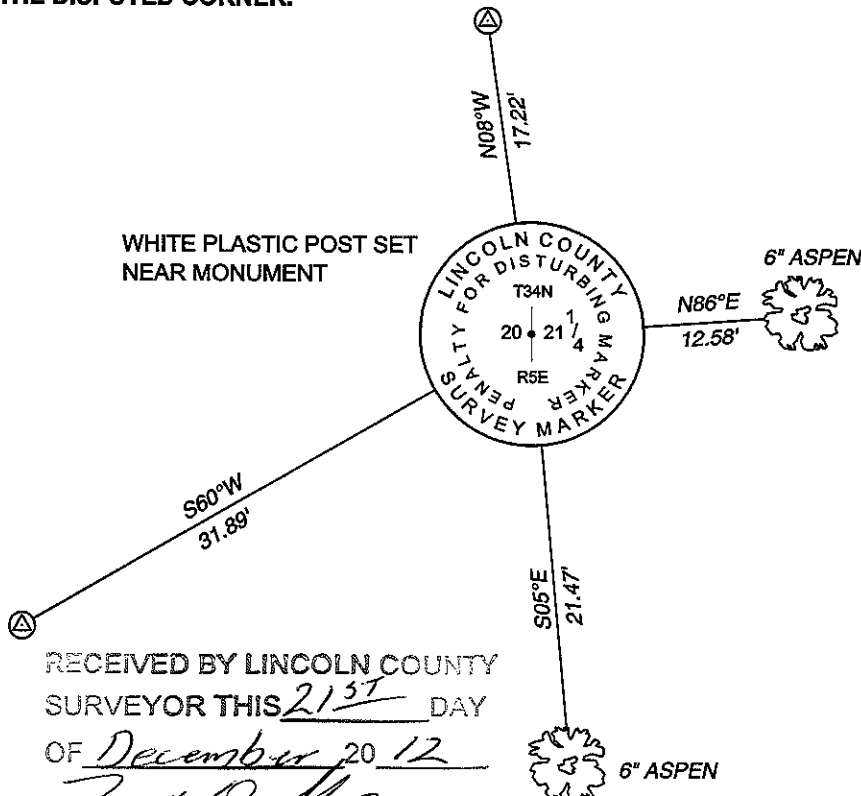 THE DISPUTED CORNER.
N08°W
17.22'
WHITE PLASTIC POST SET
NEAR MONUMENT
LINCOLN COUNTY
SURVEY MARKER
PENALTY FOR DISTURBING MARKER
T34N
20 21 1/4
R5E
6" ASPEN
N86°E
12.58'
S60°W
31.89'
S05°E
21.47'
RECEIVED BY LINCOLN COUNTY
SURVEYOR THIS 21ST DAY
OF December 20 12
6" ASPEN